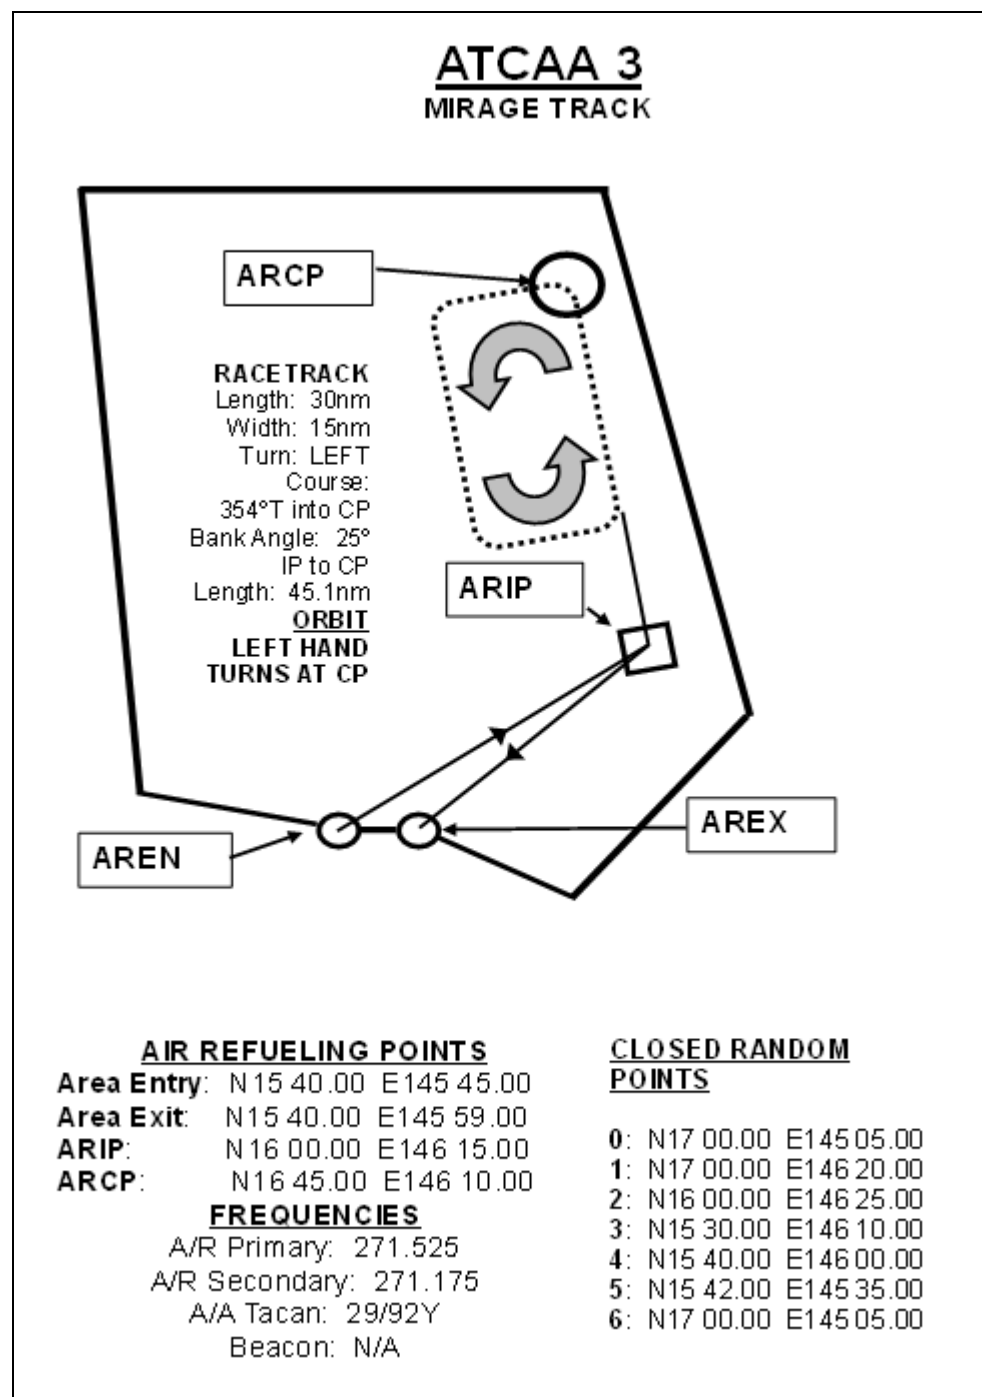 ATCAA 3
MIRAGE TRACK
ARCP
RACETRACK
Length: 30nm
Width: 15nm
Turn: LEFT
Course:
354°T into CP
Bank Angle: 25°
IP to CP
Length: 45.1nm
ORBIT
LEFT HAND
TURNS AT CP
ARIP
AREN
AREX
AIR REFUELING POINTS
Area Entry: N15 40.00 E145 45.00
Area Exit: N15 40.00 E145 59.00
ARIP: N16 00.00 E146 15.00
ARCP: N16 45.00 E146 10.00
FREQUENCIES
A/R Primary: 271.525
A/R Secondary: 271.175
A/A Tacan: 29/92Y
Beacon: N/A
CLOSED RANDOM
POINTS
0: N17 00.00 E145 05.00
1: N17 00.00 E146 20.00
2: N16 00.00 E146 25.00
3: N15 30.00 E146 10.00
4: N15 40.00 E146 00.00
5: N15 42.00 E145 35.00
6: N17 00.00 E145 05.00